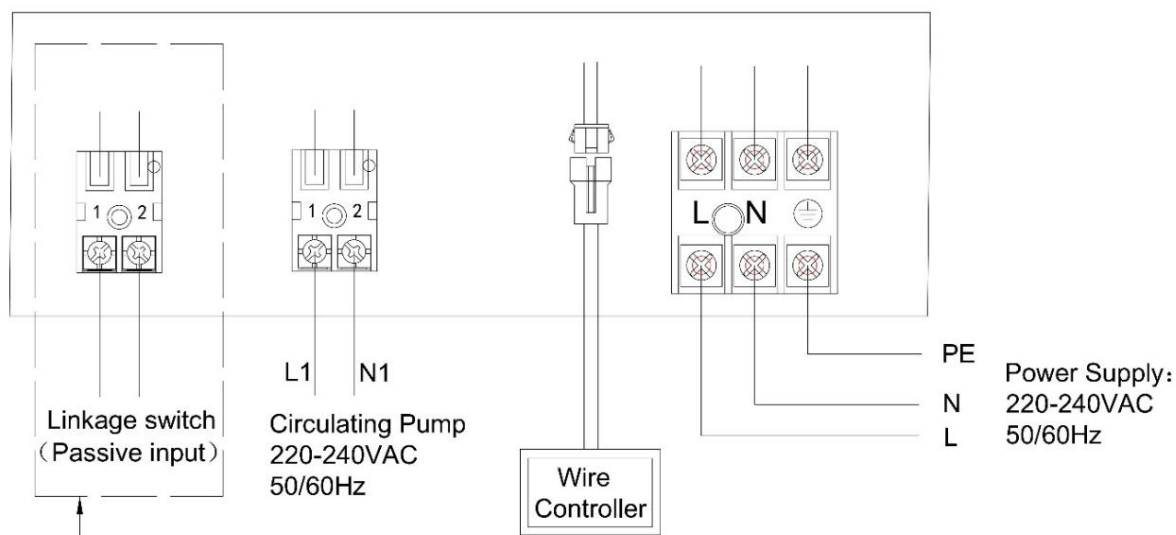 1 2
1 2
L N
L1 N1
PE
N
L
Power Supply：
220-240VAC
50/60Hz
Linkage switch
（Passive input）
Circulating Pump
220-240VAC
50/60Hz
Wire
Controller